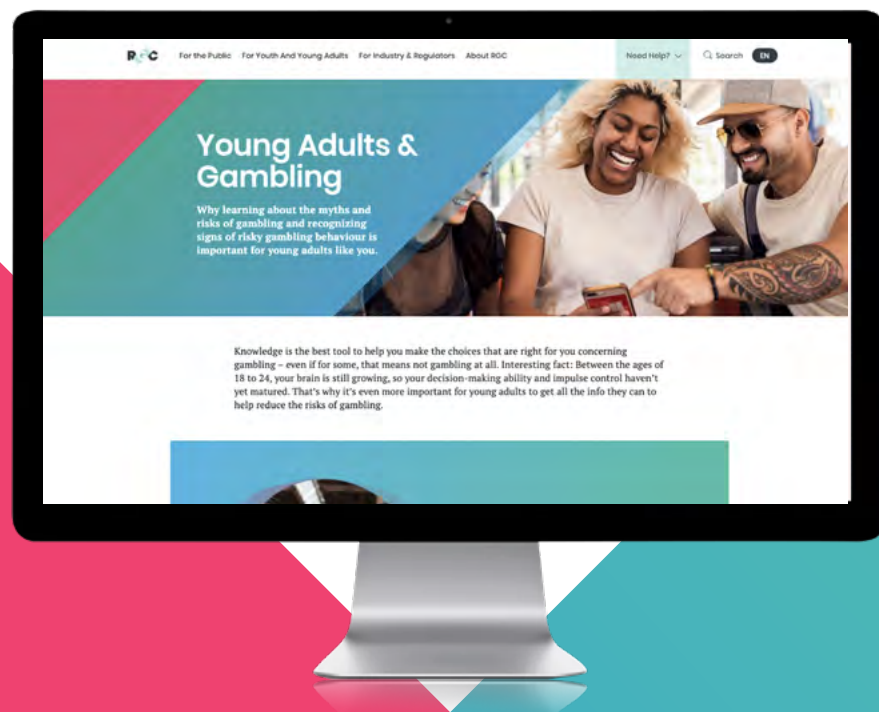 RGC For the Public For Youth And Young Adults For Industry & Regulators About RGC Need Help? Search EN
Young Adults &
Gambling
Why learning about the myths and
risks of gambling and recognizing
signs of risky gambling behaviour is
important for young adults like you.
Knowledge is the best tool to help you make the choices that are right for you concerning
gambling – even if for some, that means not gambling at all. Interesting fact: Between the ages of
18 to 24, your brain is still growing, so your decision-making ability and impulse control haven't
yet matured. That's why it's even more important for young adults to get all the info they can to
help reduce the risks of gambling.